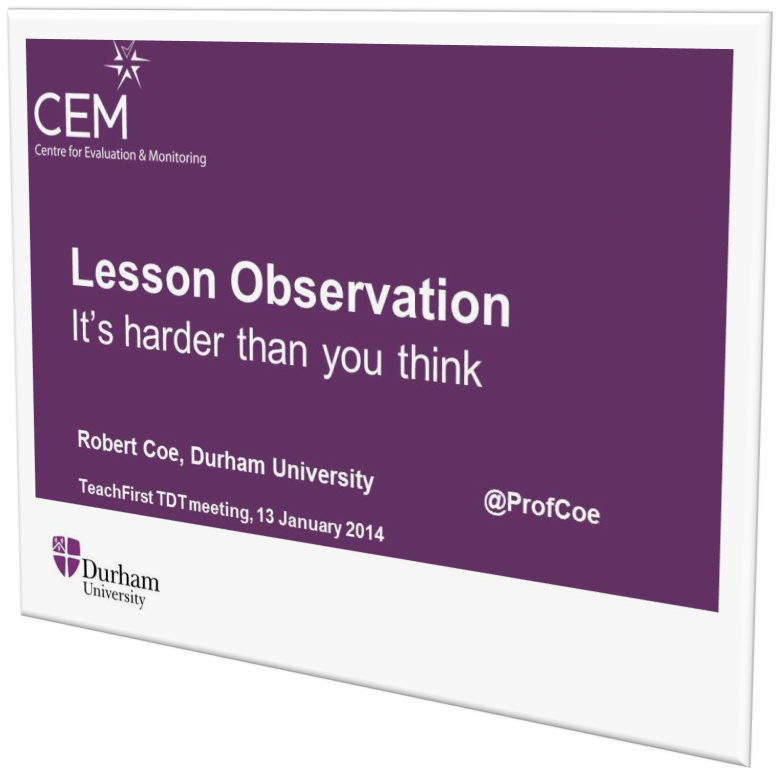 CEM
Centre for Evaluation & Monitoring
Lesson Observation
It's harder than you think
Robert Coe, Durham University
@ProfCoe
TeachFirst TDT meeting, 13 January 2014
Durham
University